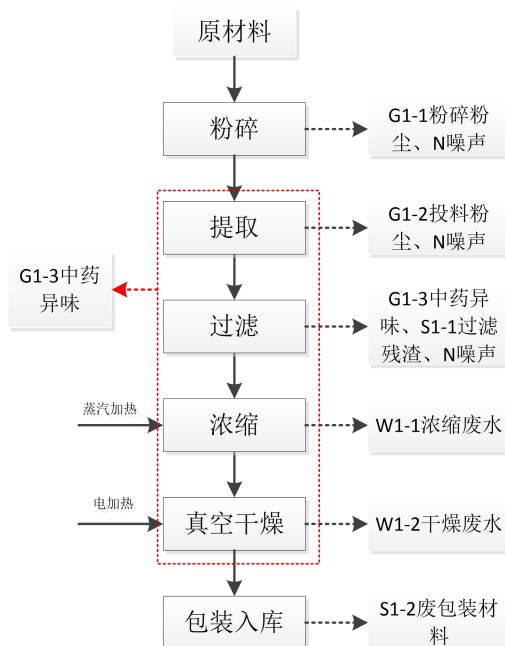 原材料
粉碎
G1-1粉碎粉
尘、N噪声
提取
G1-2投料粉
尘、N噪声
G1-3中药
异味
过滤
G1-3中药异
味、S1-1过滤
残渣、N噪声
蒸汽加热
浓缩
W1-1浓缩废水
电加热
真空干燥
W1-2干燥废水
包装入库
S1-2废包装材
料